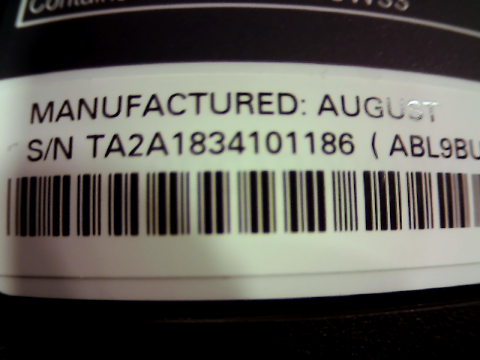 MANUFACTURED: AUGUST
S/N TA2A1834101186 ( ABL9BU